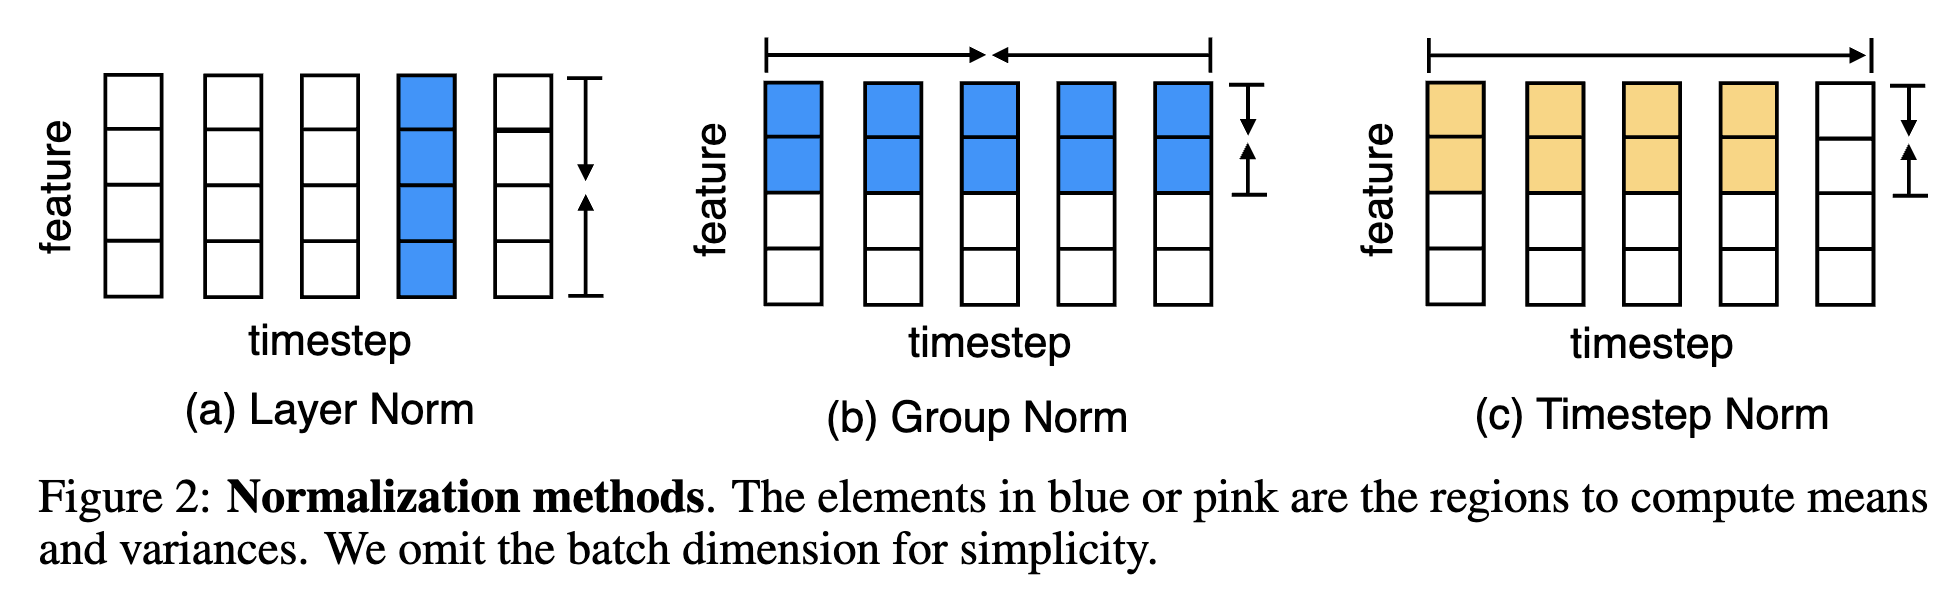 feature
timestep
(a) Layer Norm
feature
timestep
(b) Group Norm
feature
timestep
(c) Timestep Norm
Figure 2: Normalization methods. The elements in blue or pink are the regions to compute means
and variances. We omit the batch dimension for simplicity.